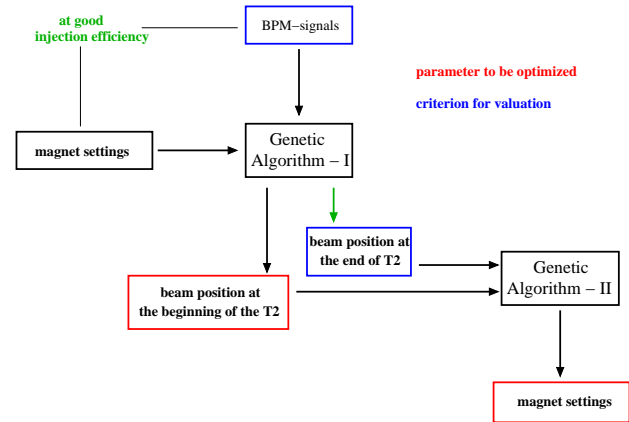 at good
injection efficiency
BPM−signals
parameter to be optimized
criterion for valuation
magnet settings
Genetic
Algorithm − I
beam position at
the end of T2
beam position at
the beginning of the T2
Genetic
Algorithm − II
magnet settings